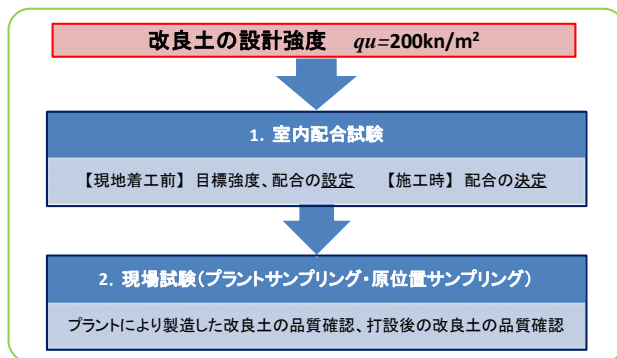 改良土の設計強度 qu=200kn/m²
1. 室内配合試験
【現地着工前】 目標強度、配合の設定 【施工時】 配合の決定
2. 現場試験(プラントサンプリング・原位置サンプリング)
プラントにより製造した改良土の品質確認、打設後の改良土の品質確認